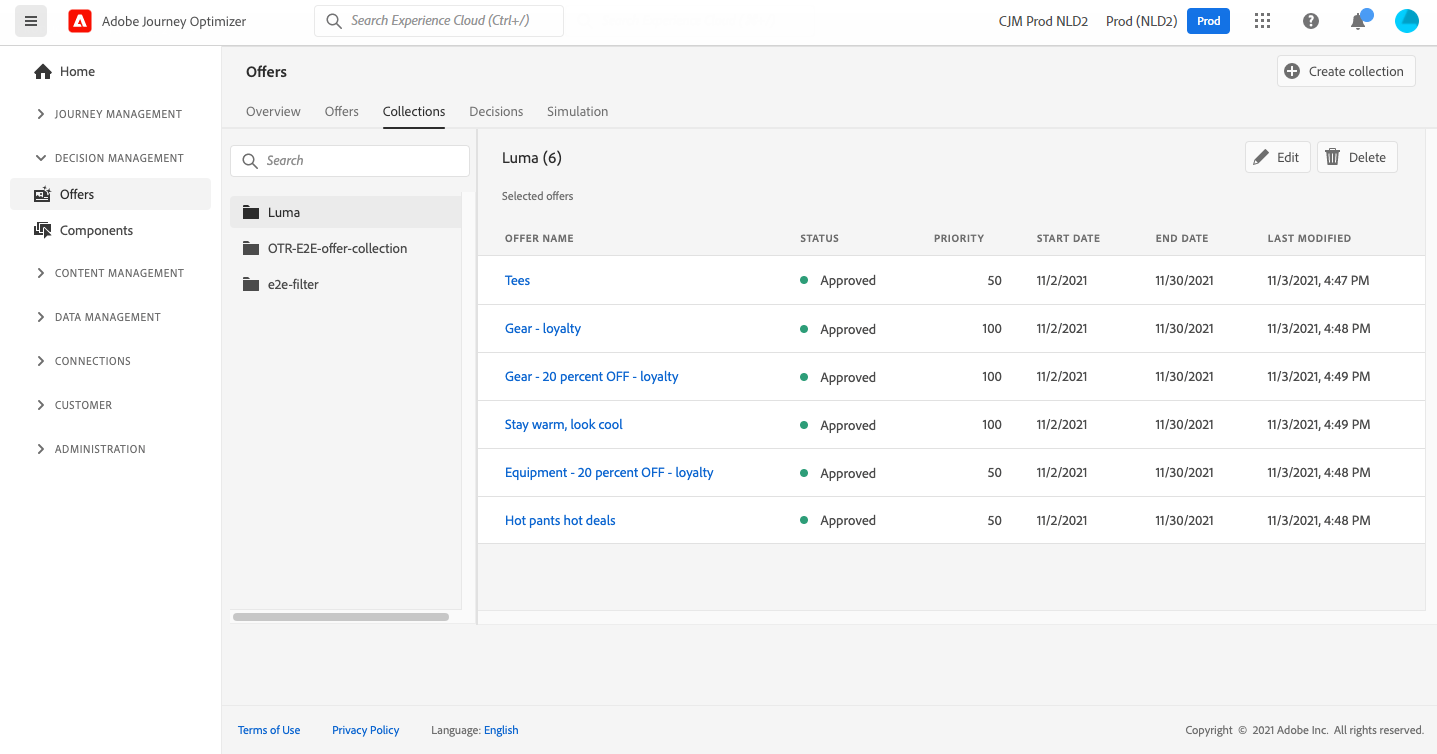 Adobe Journey Optimizer
Search Experience Cloud (Ctrl+/)
CJM Prod NLD2 Prod (NLD2) Prod
Home
JOURNEY MANAGEMENT
DECISION MANAGEMENT
Offers
Components
CONTENT MANAGEMENT
DATA MANAGEMENT
CONNECTIONS
CUSTOMER
ADMINISTRATION
Offers
Create collection
Overview Offers Collections Decisions Simulation
Search
Luma
OTR-E2E-offer-collection
e2e-filter
Luma (6)
Edit Delete
Selected offers
OFFER NAME STATUS PRIORITY START DATE END DATE LAST MODIFIED
Tees Approved 50 11/2/2021 11/30/2021 11/3/2021, 4:47 PM
Gear - loyalty Approved 100 11/2/2021 11/30/2021 11/3/2021, 4:48 PM
Gear - 20 percent OFF - loyalty Approved 100 11/2/2021 11/30/2021 11/3/2021, 4:49 PM
Stay warm, look cool Approved 100 11/2/2021 11/30/2021 11/3/2021, 4:49 PM
Equipment - 20 percent OFF - loyalty Approved 50 11/2/2021 11/30/2021 11/3/2021, 4:48 PM
Hot pants hot deals Approved 50 11/2/2021 11/30/2021 11/3/2021, 4:48 PM
Terms of Use Privacy Policy Language: English
Copyright © 2021 Adobe Inc. All rights reserved.